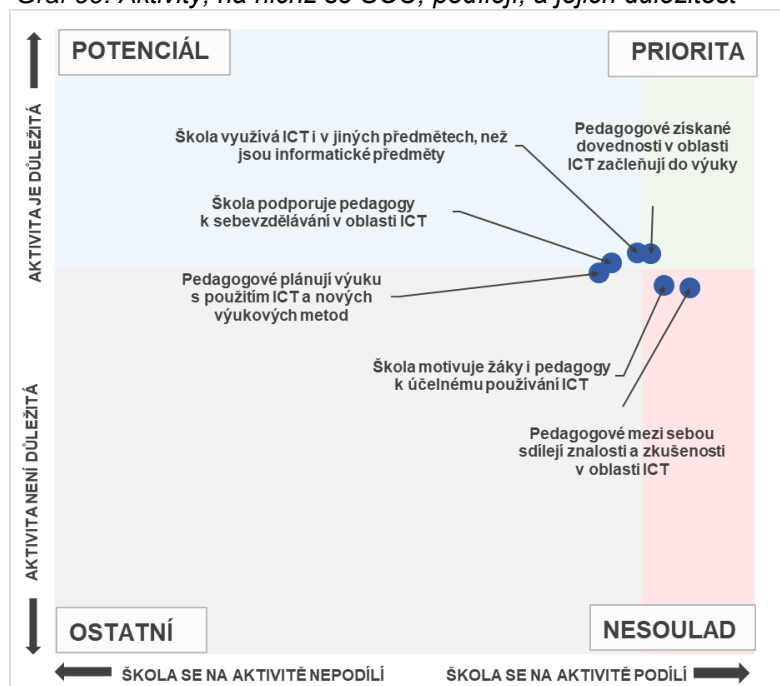 Aktivity, na nichž se SOŠ, podílejí, a jejich důležitost
POTENCIÁL
PRIORITA
Škola využívá ICT i v jiných předmětech, než
jsou informatické předměty
Pedagogové získané
dovednosti v oblasti
ICT začleňují do výuky
Škola podporuje pedagogy
k sebevzdělávání v oblasti ICT
Pedagogové plánují výuku
s použitím ICT a nových
výukových metod
Škola motivuje žáky i pedagogy
k účelnému používání ICT
Pedagogové mezi sebou
sdílejí znalosti a zkušenosti
v oblasti ICT
AKTIVITA JE DŮLEŽITÁ
AKTIVITA NENÍ DŮLEŽITÁ
OSTATNÍ
NESOULAD
ŠKOLA SE NA AKTIVITĚ NEPODÍLÍ
ŠKOLA SE NA AKTIVITĚ PODÍLÍ